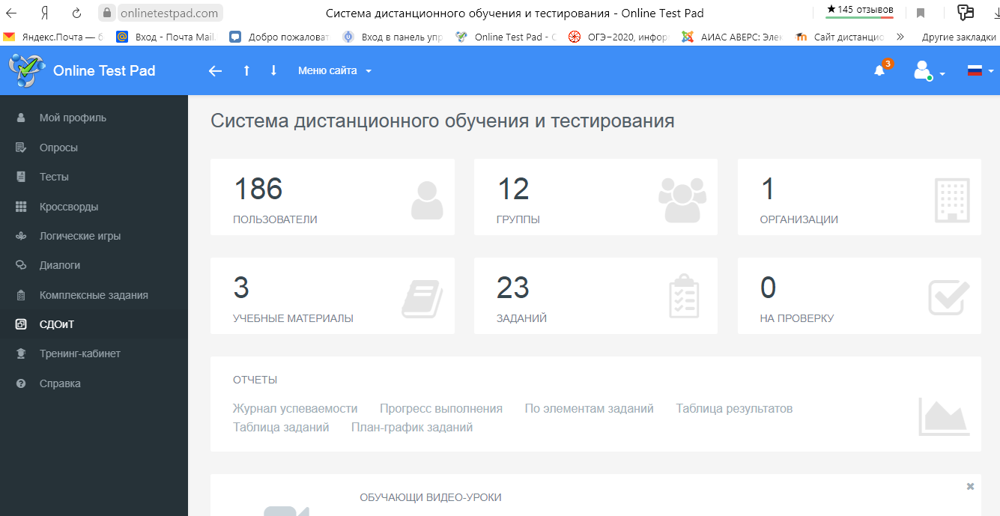 onlinetestpad.com
Система дистанционного обучения и тестирования - Online Test Pad
★ 145 отзывов
Яндекс.Почта — б
Вход - Почта Mail.
Добро пожаловат
Вход в панель упр
Online Test Pad - С
ОГЭ-2020, инфор
АИАС АВЕРС: Элек
Сайт дистанцио
»
Другие закладки
Online Test Pad
Меню сайта
3
Мой профиль
Опросы
Тесты
Кроссворды
Логические игры
Диалоги
Комплексные задания
СДОиТ
Тренинг-кабинет
Справка
Система дистанционного обучения и тестирования
186
ПОЛЬЗОВАТЕЛИ
12
ГРУППЫ
1
ОРГАНИЗАЦИИ
3
УЧЕБНЫЕ МАТЕРИАЛЫ
23
ЗАДАНИЙ
0
НА ПРОВЕРКУ
ОТЧЕТЫ
Журнал успеваемости Прогресс выполнения По элементам заданий Таблица результатов
Таблица заданий План-график заданий
ОБУЧАЮЩИ ВИДЕО-УРОКИ